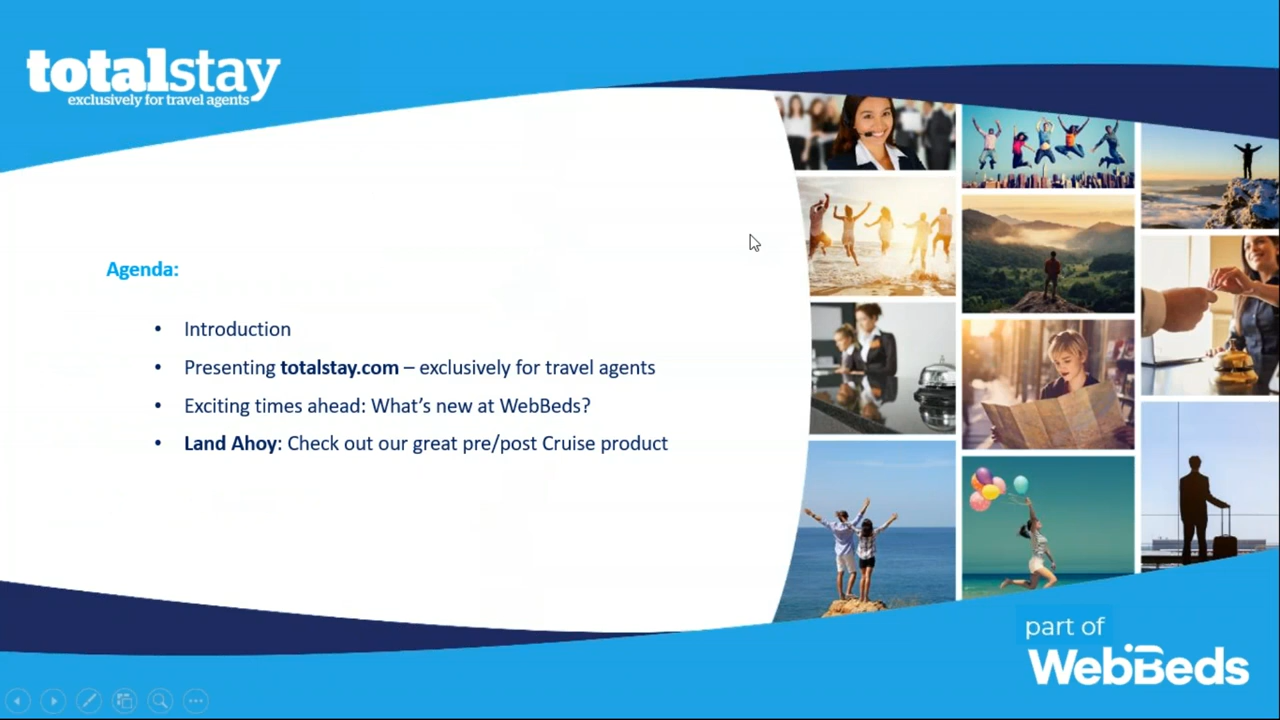 totalstay
exclusively for travel agents
Agenda:
• Introduction
• Presenting totalstay.com – exclusively for travel agents
• Exciting times ahead: What's new at WebBeds?
• Land Ahoy: Check out our great pre/post Cruise product
part of
WebBeds